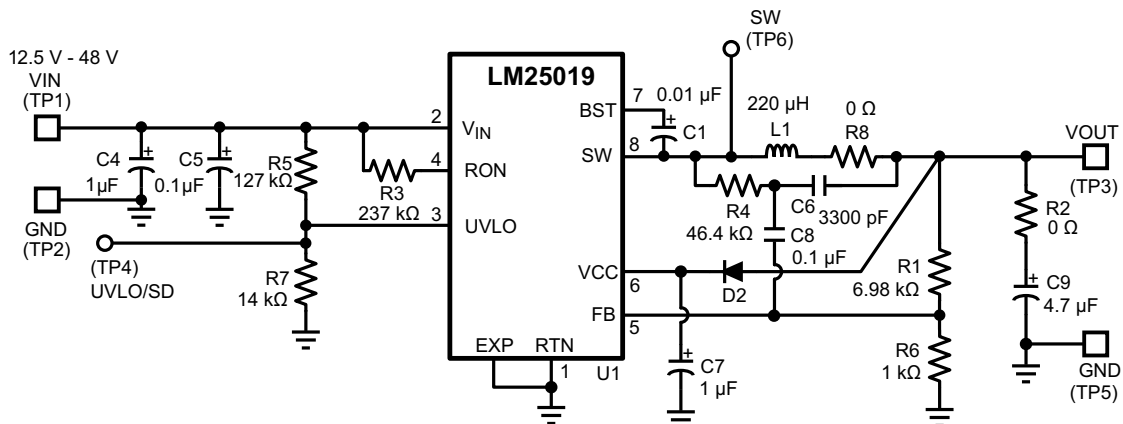 SW
(TP6)
12.5 V - 48 V
VIN
(TP1)
LM25019
7
0.01 µF
BST
220 µH
0 Ω
2
VIN
C1
L1
R8
VOUT
C4
C5
R5
4
RON
8
SW
1µF
0.1µF
127 kΩ
R3
R4
C6
(TP3)
237 kΩ
3
UVLO
46.4 kΩ
3300 pF
R2
0 Ω
GND
(TP2)
C8
0.1 µF
(TP4)
UVLO/SD
R7
14 kΩ
VCC
6
D2
R1
6.98 kΩ
C9
4.7 µF
FB
5
EXP
RTN
1
U1
C7
1 µF
R6
1 kΩ
GND
(TP5)